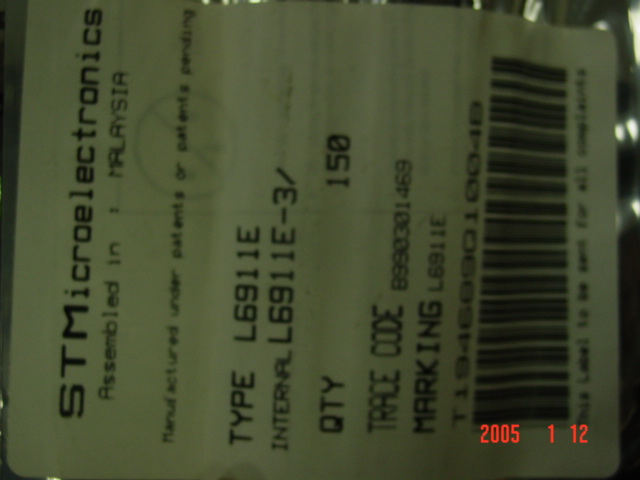 STMicroelectronics
Assembled in : MALAYSIA
Manufactured under patents or patents pending
TYPE L6911E
INTERNAL L6911E-3/
QTY 150
TRACE CODE B990301469
MARKING L6911E
This Label to be sent for all complaints
2005 1 12